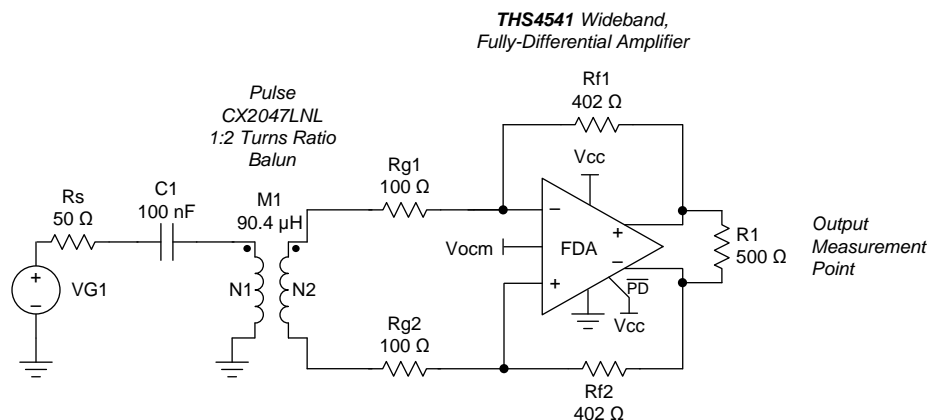 THS4541 Wideband,
Fully-Differential Amplifier
Rf1
402 Ω
Pulse
CX2047LNL
1:2 Turns Ratio
Balun
Vcc
Rg1
100 Ω
C1
100 nF
M1
90.4 µH
Rs
50 Ω
R1
500 Ω
Output
Measurement
Point
−
+
Vocm
FDA
+
−
PD
Vcc
+
−
VG1
N1
N2
Rg2
100 Ω
Rf2
402 Ω